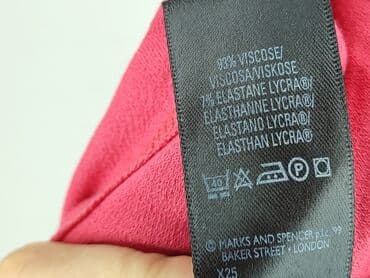 93% VISCOSE/
VISCOSA/VISKOSE
7% ELASTANE LYCRA®/
ELASTHANNE LYCRA®/
ELASTANO LYCRA®/
ELASTHAN LYCRA®
40
© MARKS AND SPENCER p.l.c. 99
BAKER STREET • LONDON
X25